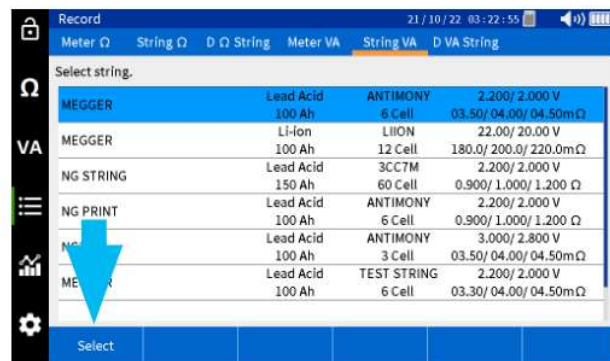 Record 21/10/22 03:22:55
Meter Ω String Ω D Ω String Meter VA String VA D VA String
Select string.
Ω
VA
MEGGER Lead Acid ANTIMONY 2.200/ 2.000 V
100 Ah 6 Cell 03.50/ 04.00/ 04.50mΩ
MEGGER Li-ion LIION 22.00/ 20.00 V
100 Ah 12 Cell 180.0/ 200.0/ 220.0mΩ
NG STRING Lead Acid 3CC7M 2.200/ 2.000 V
150 Ah 60 Cell 0.900/ 1.000/ 1.200 Ω
NG PRINT Lead Acid ANTIMONY 2.200/ 2.000 V
100 Ah 6 Cell 0.900/ 1.000/ 1.200 Ω
Lead Acid ANTIMONY 3.000/ 2.800 V
100 Ah 3 Cell 03.50/ 04.00/ 04.50mΩ
Lead Acid TEST STRING 2.200/ 2.000 V
100 Ah 6 Cell 03.30/ 04.00/ 04.50mΩ
Select